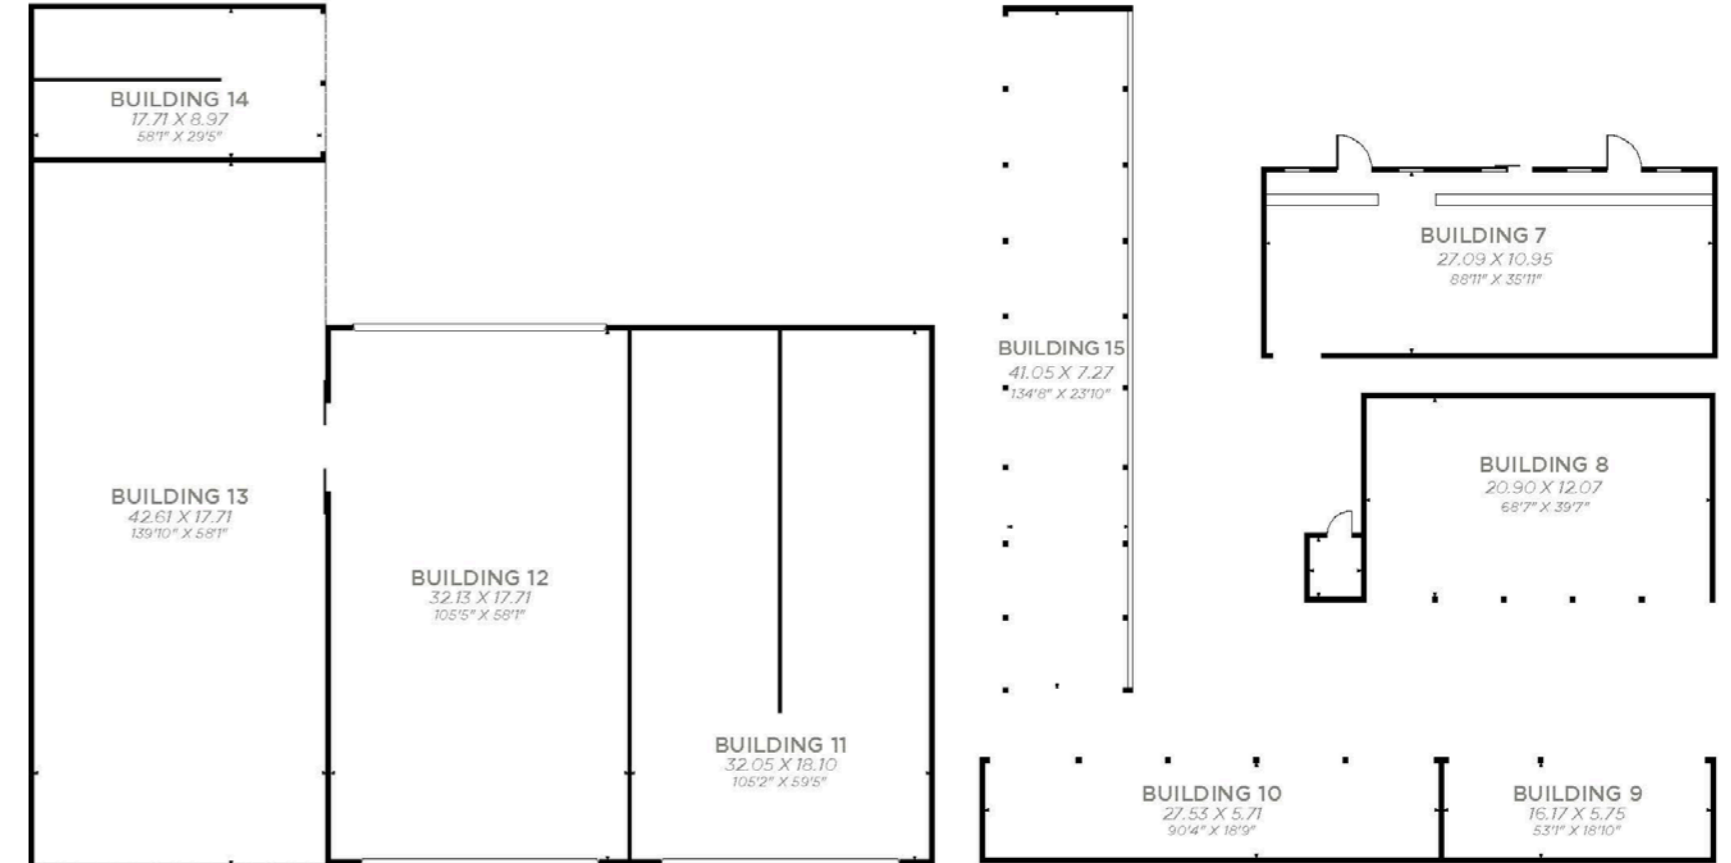 BUILDING 14
17.71 X 8.97
58'1" X 29'5"
BUILDING 13
42.61 X 17.71
139'10" X 58'1"
BUILDING 12
32.13 X 17.71
105'5" X 58'1"
BUILDING 11
32.05 X 18.10
105'2" X 59'5"
BUILDING 15
41.05 X 7.27
134'8" X 23'10"
BUILDING 7
27.09 X 10.95
88'11" X 35'11"
BUILDING 8
20.90 X 12.07
68'7" X 39'7"
BUILDING 10
27.53 X 5.71
90'4" X 18'9"
BUILDING 9
16.17 X 5.75
53'1" X 18'10"